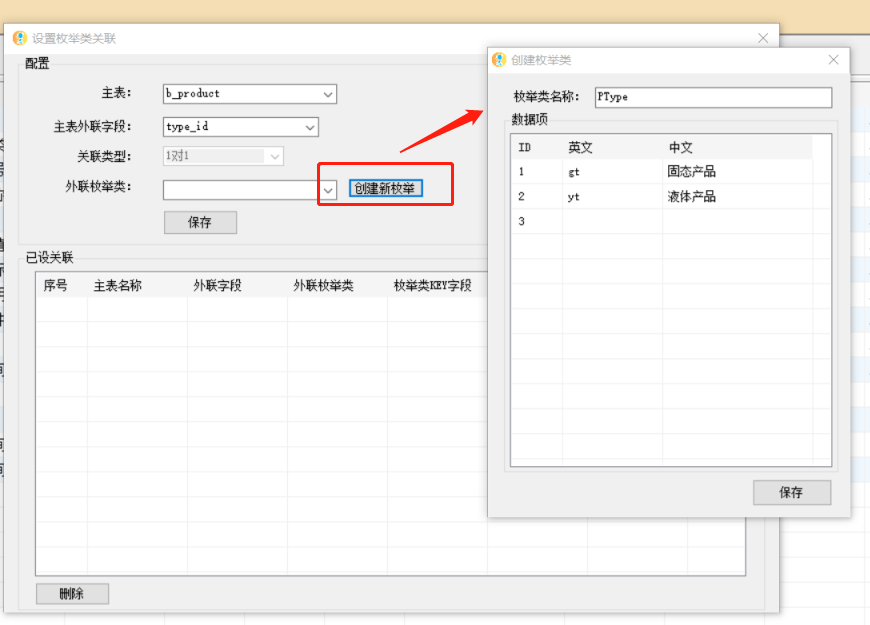 设置枚举类关联
配置
主表：
b_product
主表外联字段：
type_id
关联类型：
1对1
外联枚举类：
创建新枚举
保存
已设关联
序号 主表名称 外联字段 外联枚举类 枚举类KEY字段
删除
创建枚举类
枚举类名称：
PType
数据项
ID 英文 中文
1 gt 固态产品
2 yt 液体产品
3
保存